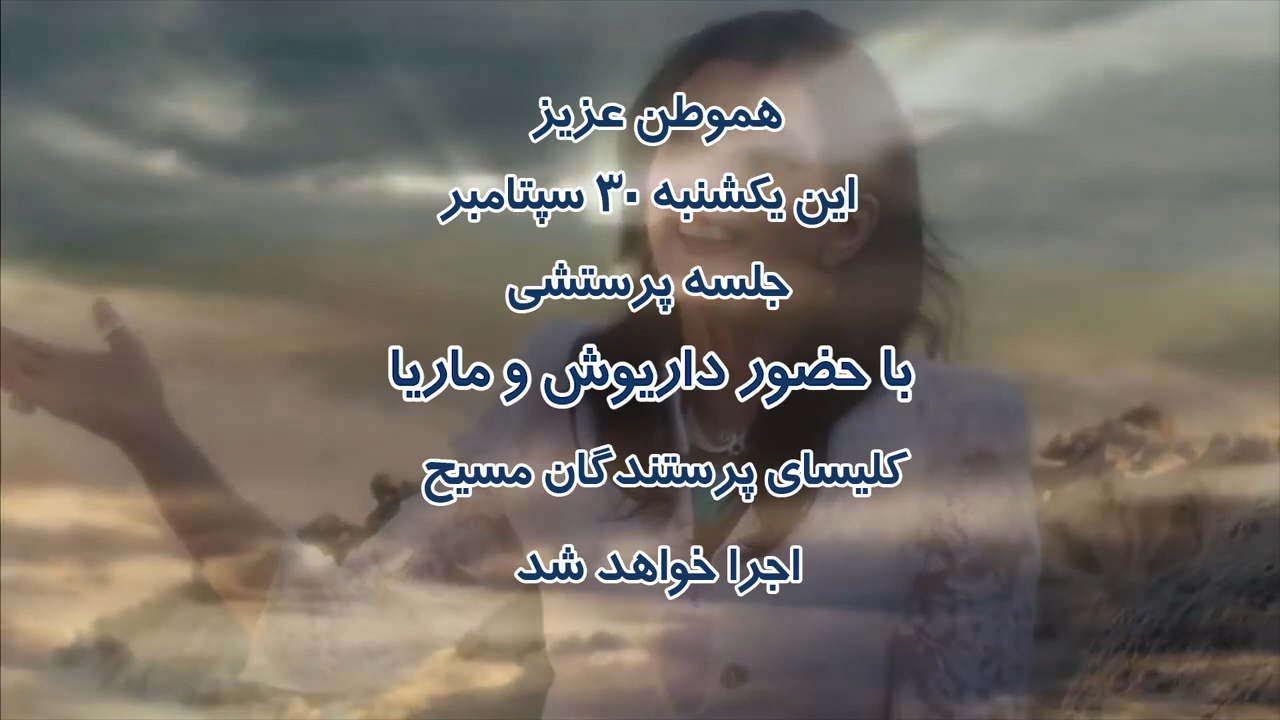 هموطن عزیز
این یکشنبه ۳۰ سپتامبر
جلسه پرستشی
با حضور داریوش و ماریا
کلیسای پرستندگان مسیح
اجرا خواهد شد